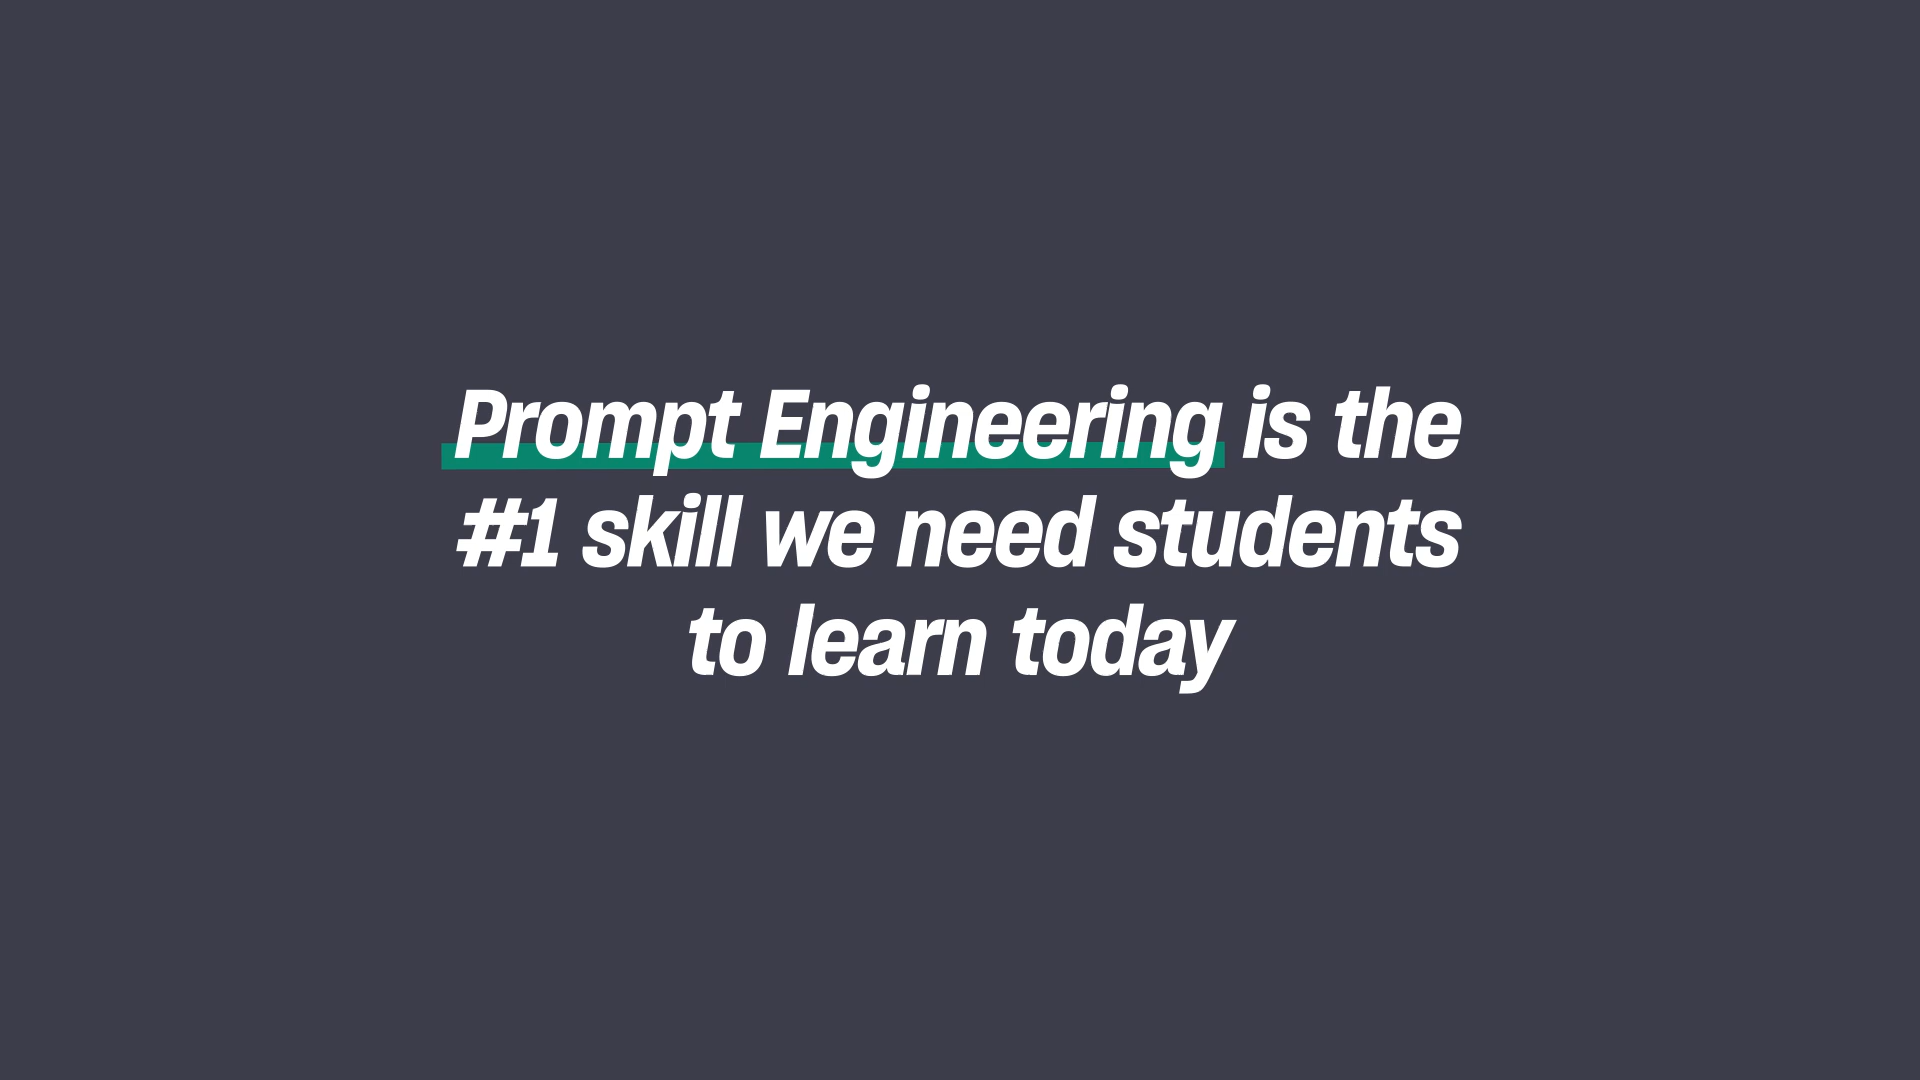 Prompt Engineering is the
#1 skill we need students
to learn today